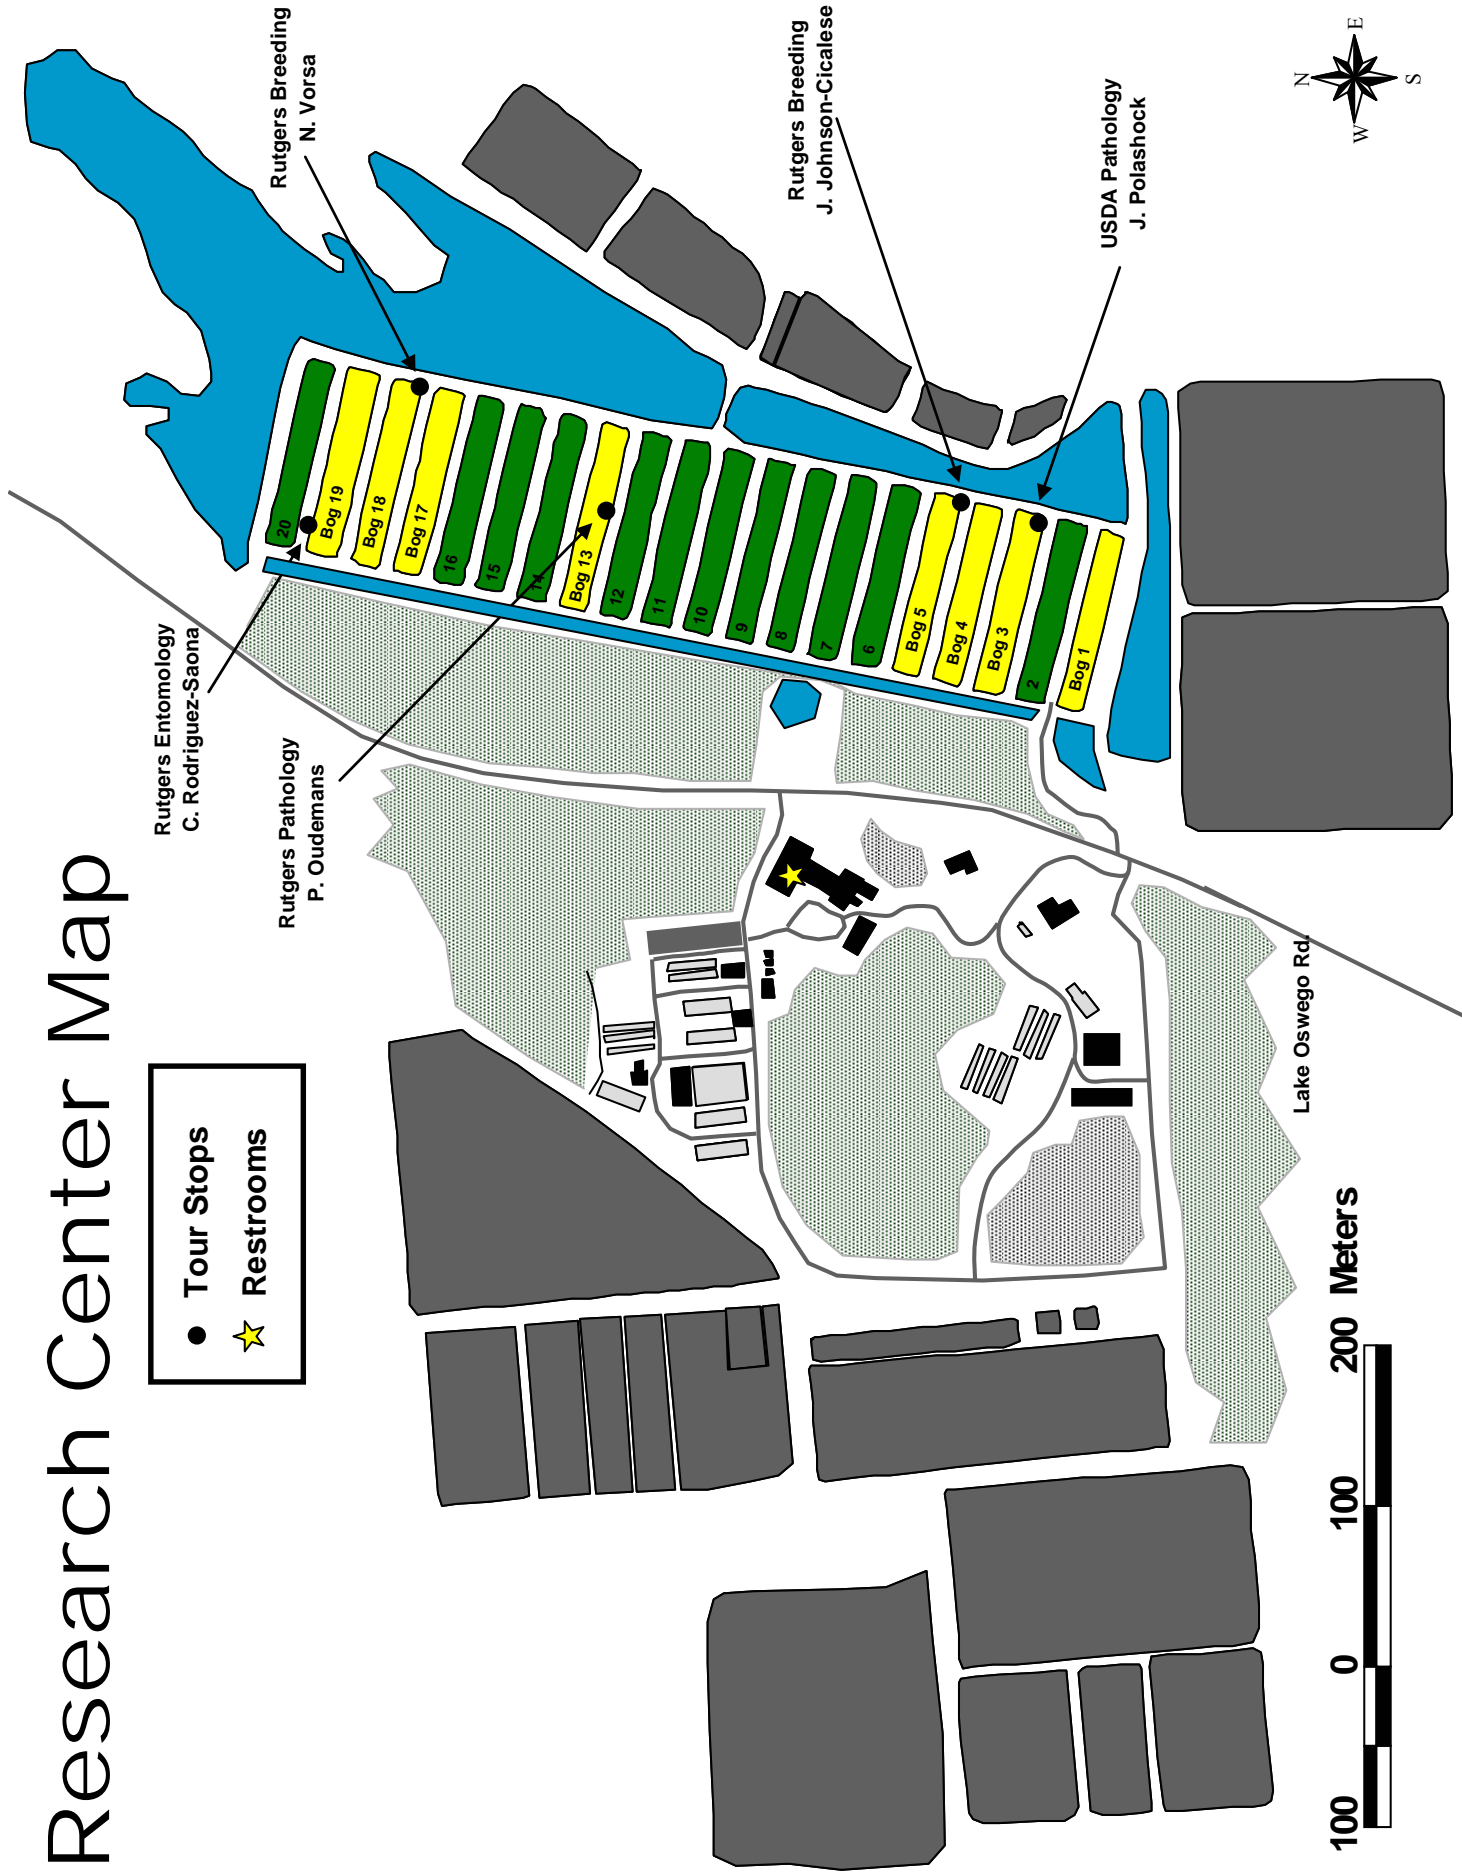 Research Center Map
Tour Stops
Restrooms
Rutgers Entomology
C. Rodriguez-Saona
Rutgers Pathology
P. Oudemans
Rutgers Breeding
N. Vorsa
Rutgers Breeding
J. Johnson-Cicalese
USDA Pathology
J. Polashock
20
Bog 19
Bog 18
Bog 17
16
15
14
Bog 13
12
11
10
9
8
7
6
Bog 5
Bog 4
Bog 3
2
Bog 1
Lake Oswego Rd.
N
W
E
S
100 0 100 200 Meters